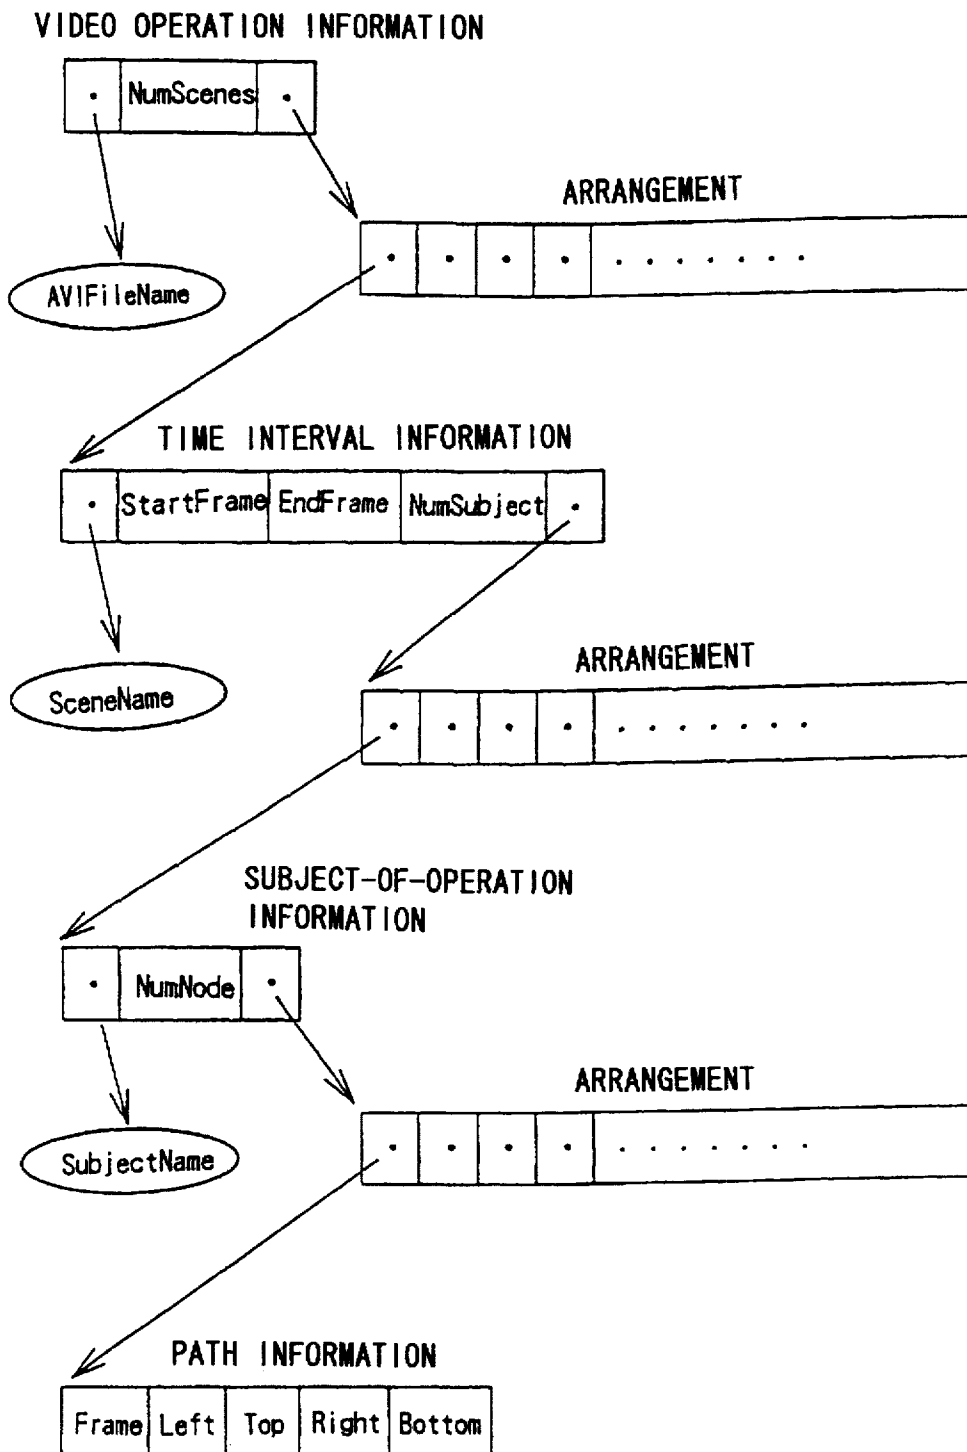 VIDEO OPERATION INFORMATION
NumScenes
ARRANGEMENT
AVIFileName
TIME INTERVAL INFORMATION
StartFrame EndFrame NumSubject
ARRANGEMENT
SceneName
SUBJECT-OF-OPERATION
INFORMATION
NumNode
ARRANGEMENT
SubjectName
PATH INFORMATION
Frame Left Top Right Bottom